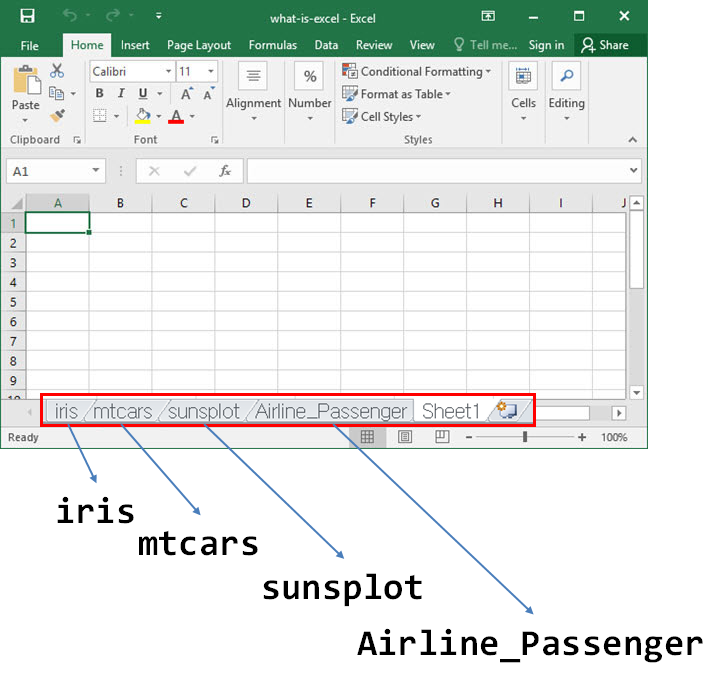 what-is-excel - Excel
File Home Insert Page Layout Formulas Data Review View Tell me... Sign in Share
Calibri 11
Paste
B I U A A
A
Alignment Number
%
Conditional Formatting
Format as Table
Cell Styles
Cells Editing
Clipboard Font Styles
A1 fx
A B C D E F G H I J
1
2
3
4
5
6
7
8
9
10
iris mtcars sunsplot Airline_Passenger Sheet1
Ready 100%
iris
mtcars
sunsplot
Airline_Passenger